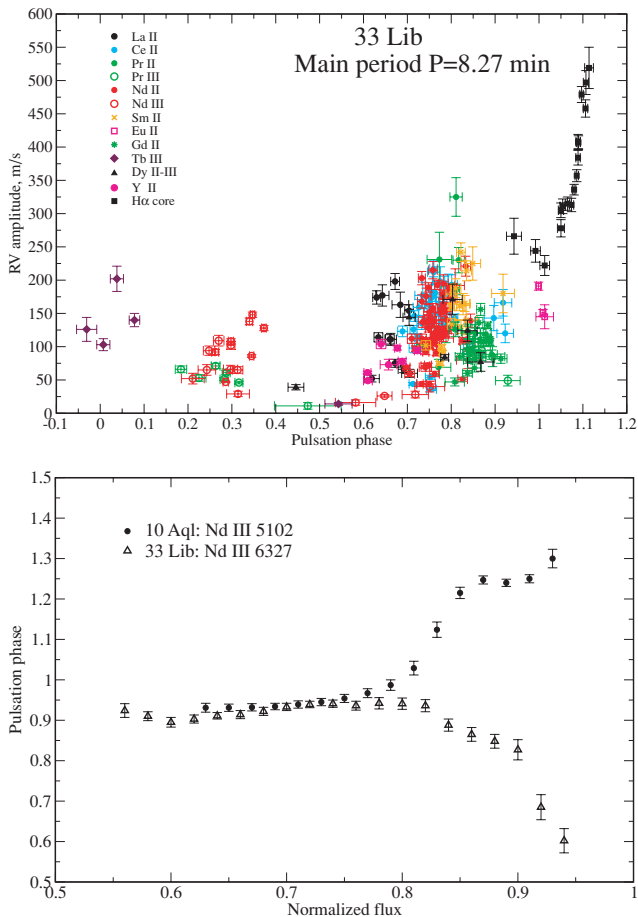 33 Lib
Main period P=8.27 min
La II
Ce II
Pr II
Pr III
Nd II
Nd III
Sm II
Eu II
Gd II
Tb III
Dy II-III
Y II
Hα core
RV amplitude, m/s
600
550
500
450
400
350
300
250
200
150
100
50
0
-0.1 0 0.1 0.2 0.3 0.4 0.5 0.6 0.7 0.8 0.9 1 1.1 1.2
Pulsation phase
10 Aql: Nd III 5102
33 Lib: Nd III 6327
Pulsation phase
1.5
1.4
1.3
1.2
1.1
1
0.9
0.8
0.7
0.6
0.5
0.5 0.6 0.7 0.8 0.9 1
Normalized flux